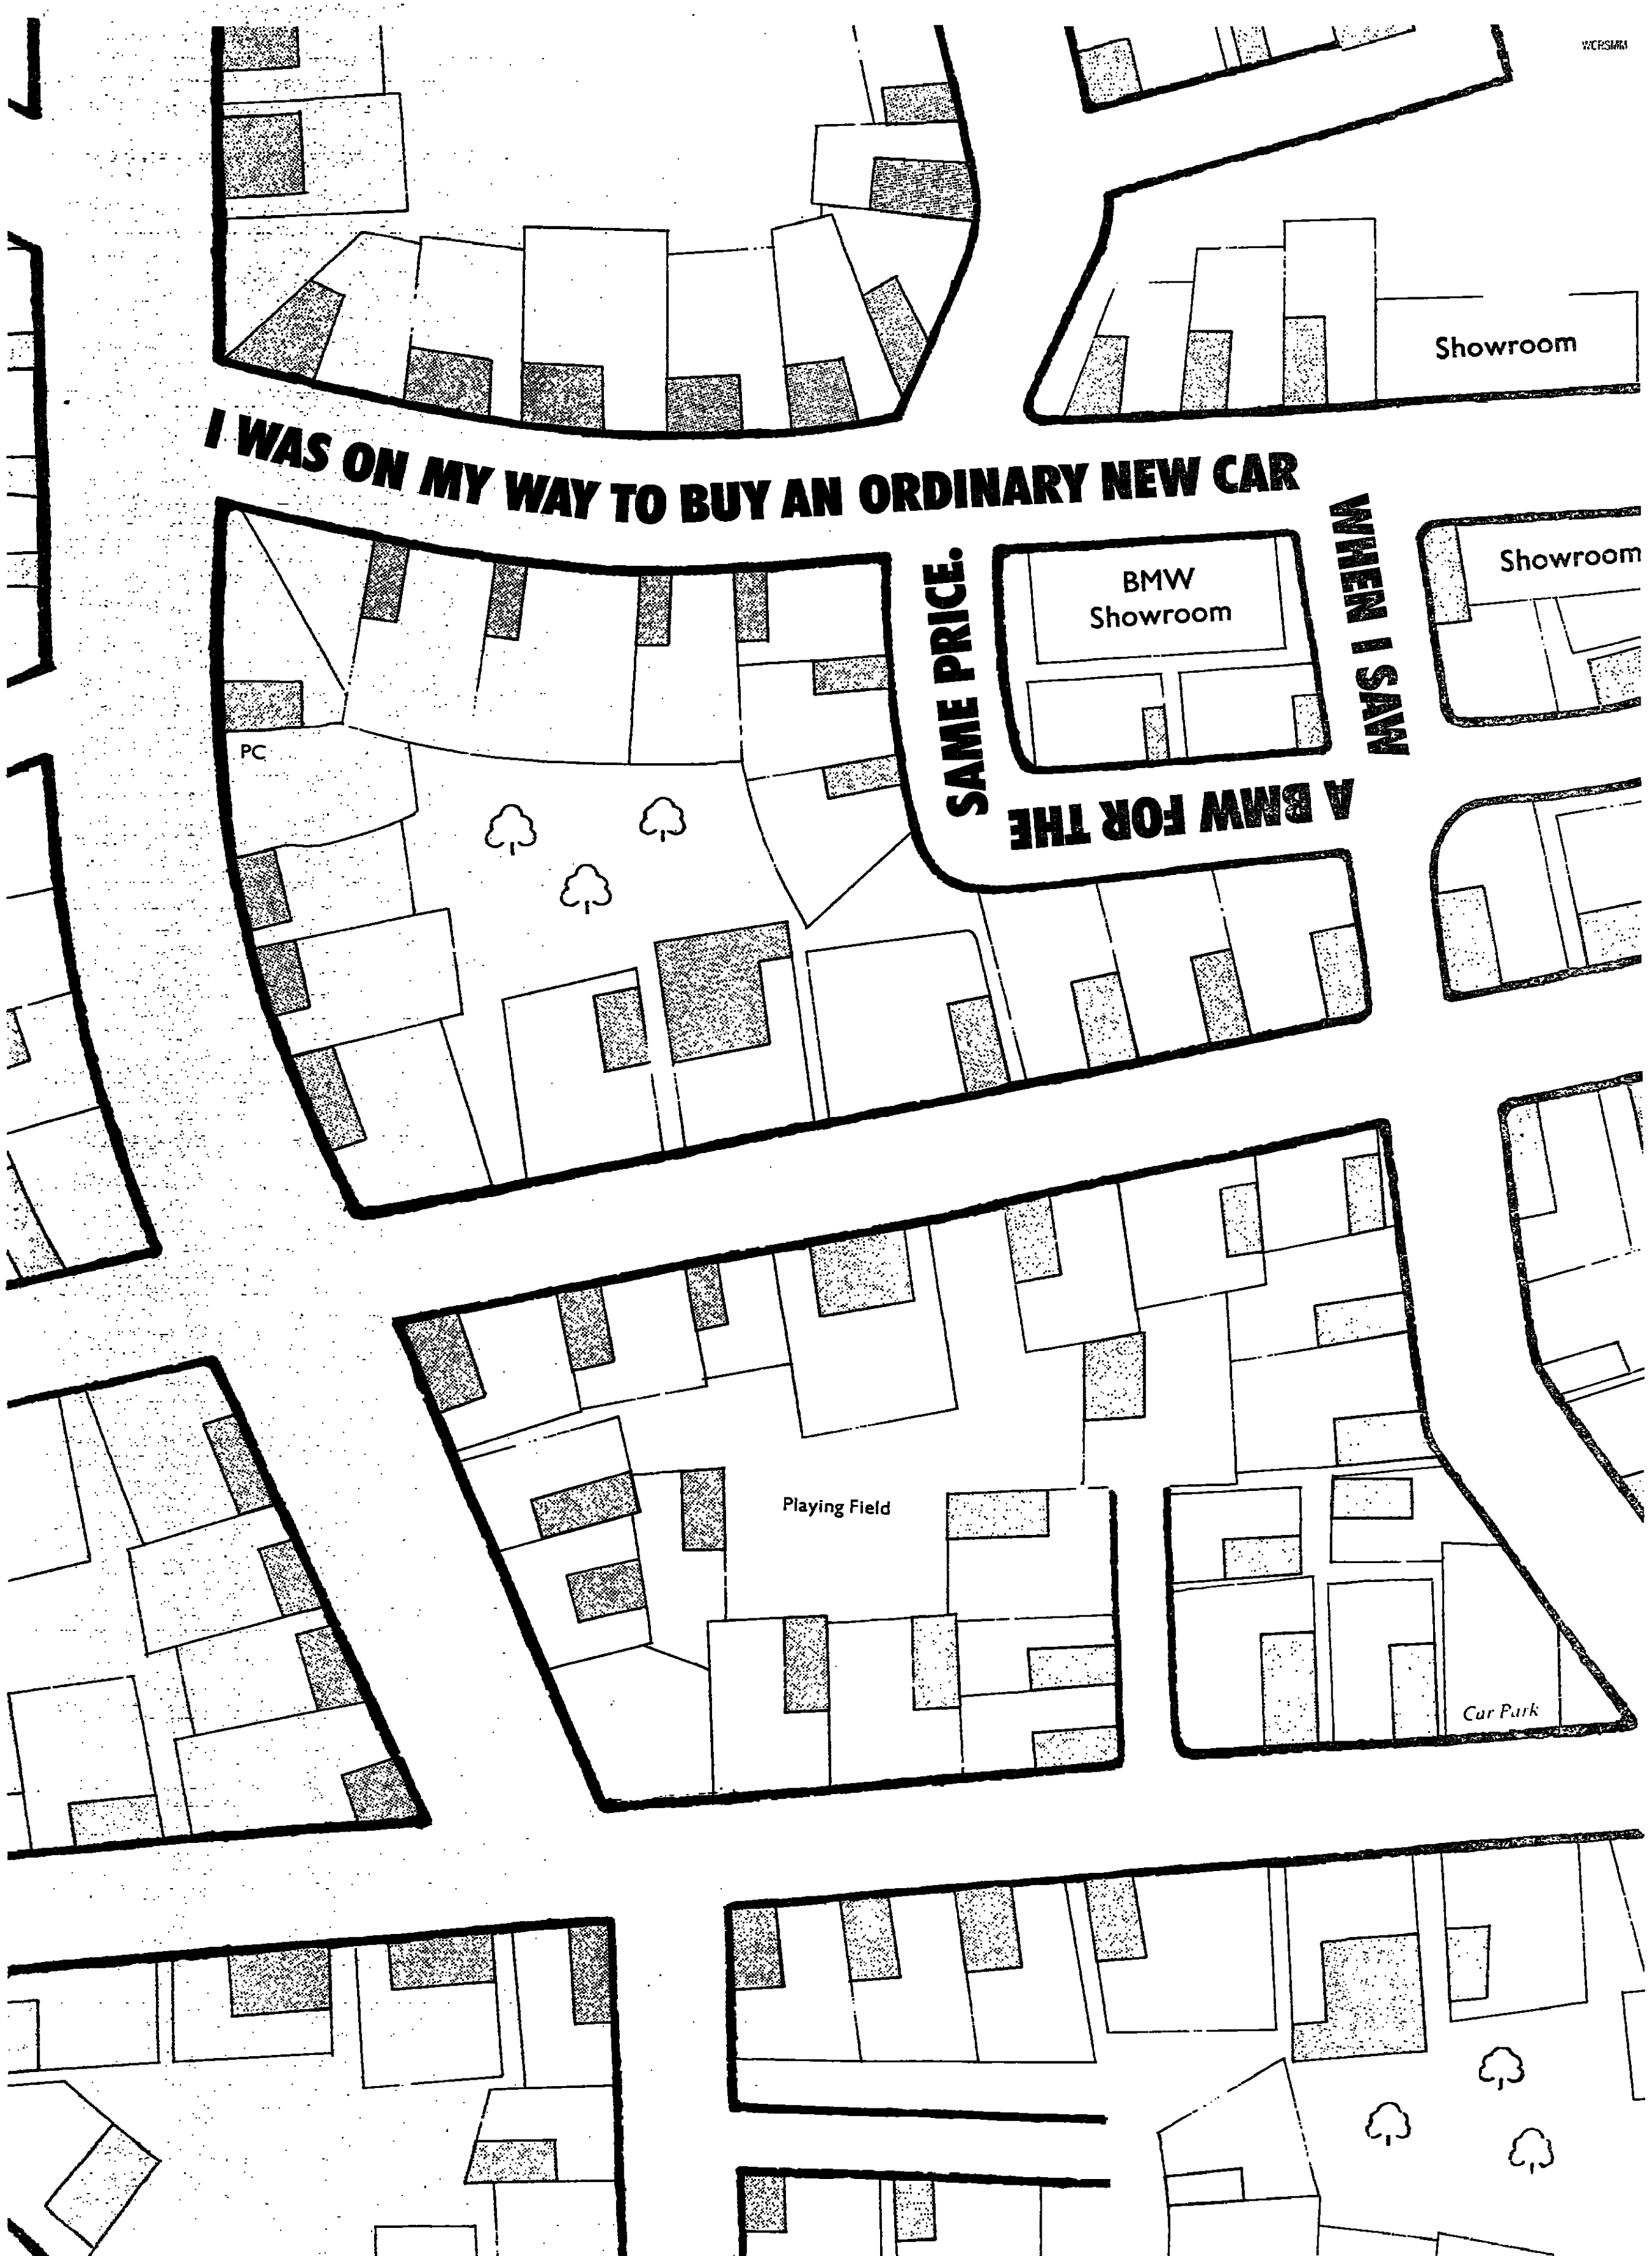 WCRSMM
Showroom
I WAS ON MY WAY TO BUY AN ORDINARY NEW CAR
WHEN I SAW
A BMW FOR THE
SAME PRICE.
BMW
Showroom
Showroom
PC
Playing Field
Car Park